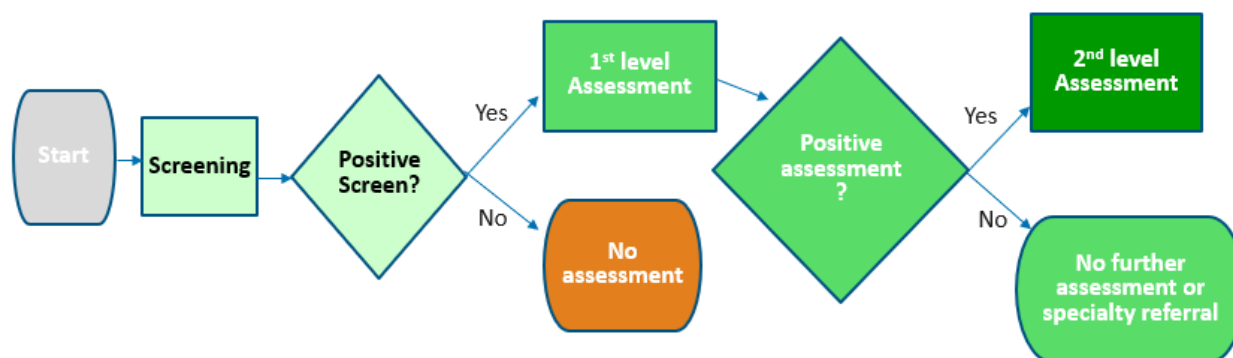 Start
Screening
Positive
Screen?
Yes
No
1st level
Assessment
No
assessment
Positive
assessment
?
Yes
No
2nd level
Assessment
No further
assessment or
specialty referral